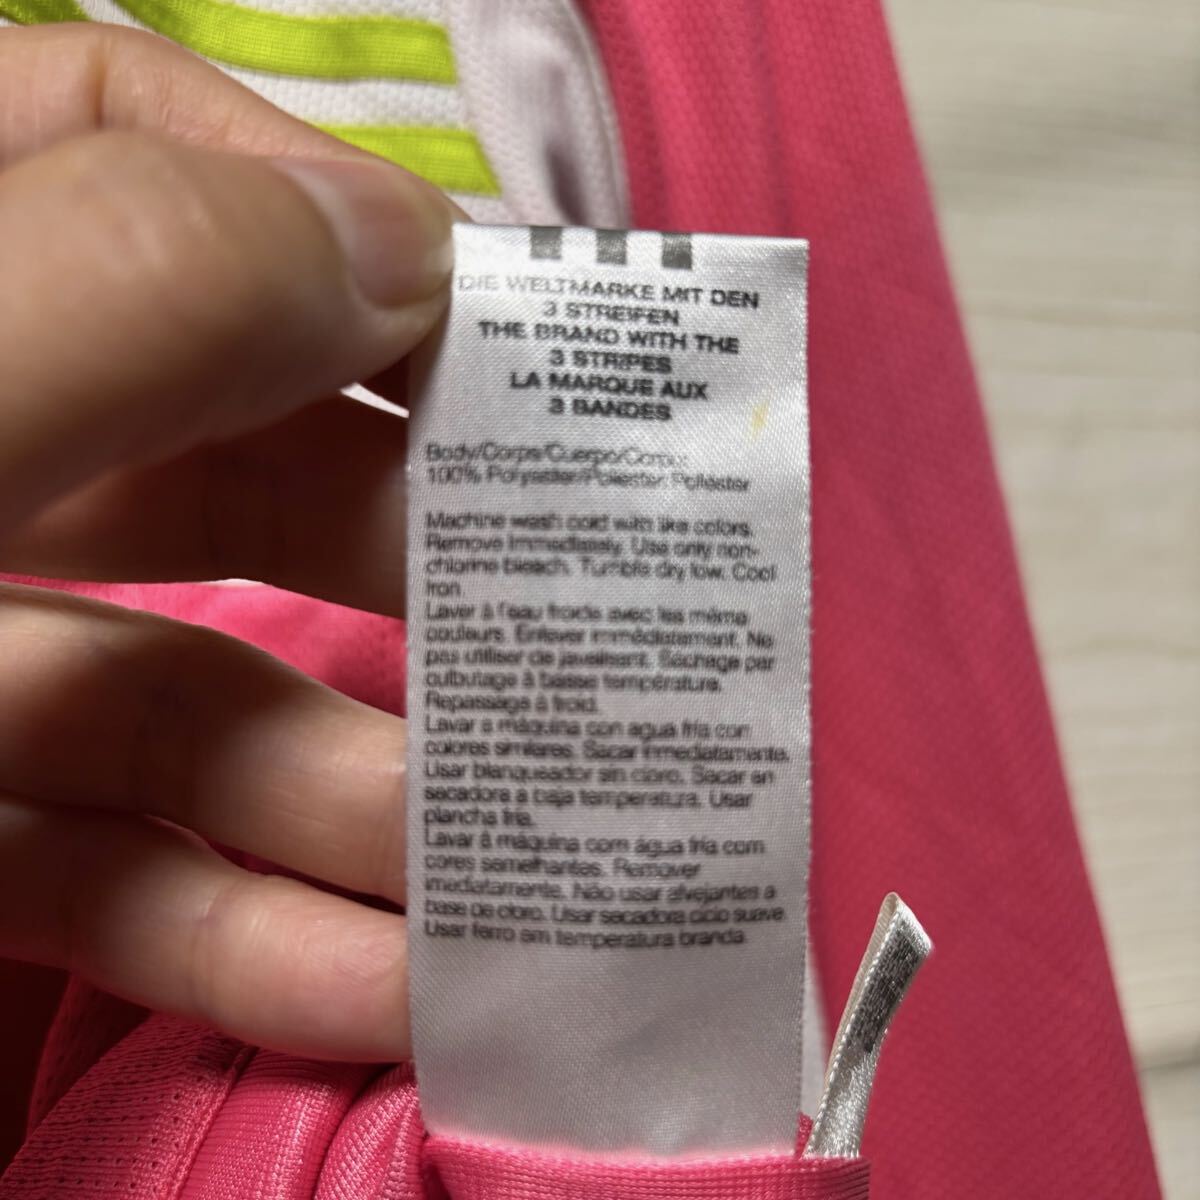 DIE WELTMARKE MIT DEN
3 STREIFEN
THE BRAND WITH THE
3 STRIPES
LA MARQUE AUX
3 BANDES
Body/Corps/Cuerpo/Corpo:
100% Polyester/Poliester/Poliéster
Machine wash cold with like colors.
Remove Immediately. Use only non-
chlorine bleach. Tumble dry low. Cool
Iron.
Laver à l'eau froide avec les même
couleurs. Enlever immédiatement. Ne
pas utiliser de javelisant. Séchage par
culbutage à basse température.
Repassage à froid.
Lavar a máquina con agua fría con
colores similares. Sacar inmediatamente.
Usar blanqueador sin cloro. Secar en
secadora a baja temperatura. Usar
plancha fría.
Lavar à máquina com água fria com
cores semelhantes. Remover
imediatamente. Não usar alvejantes a
base de cloro. Usar secadora ciclo suave.
Usar ferro em temperatura branda.